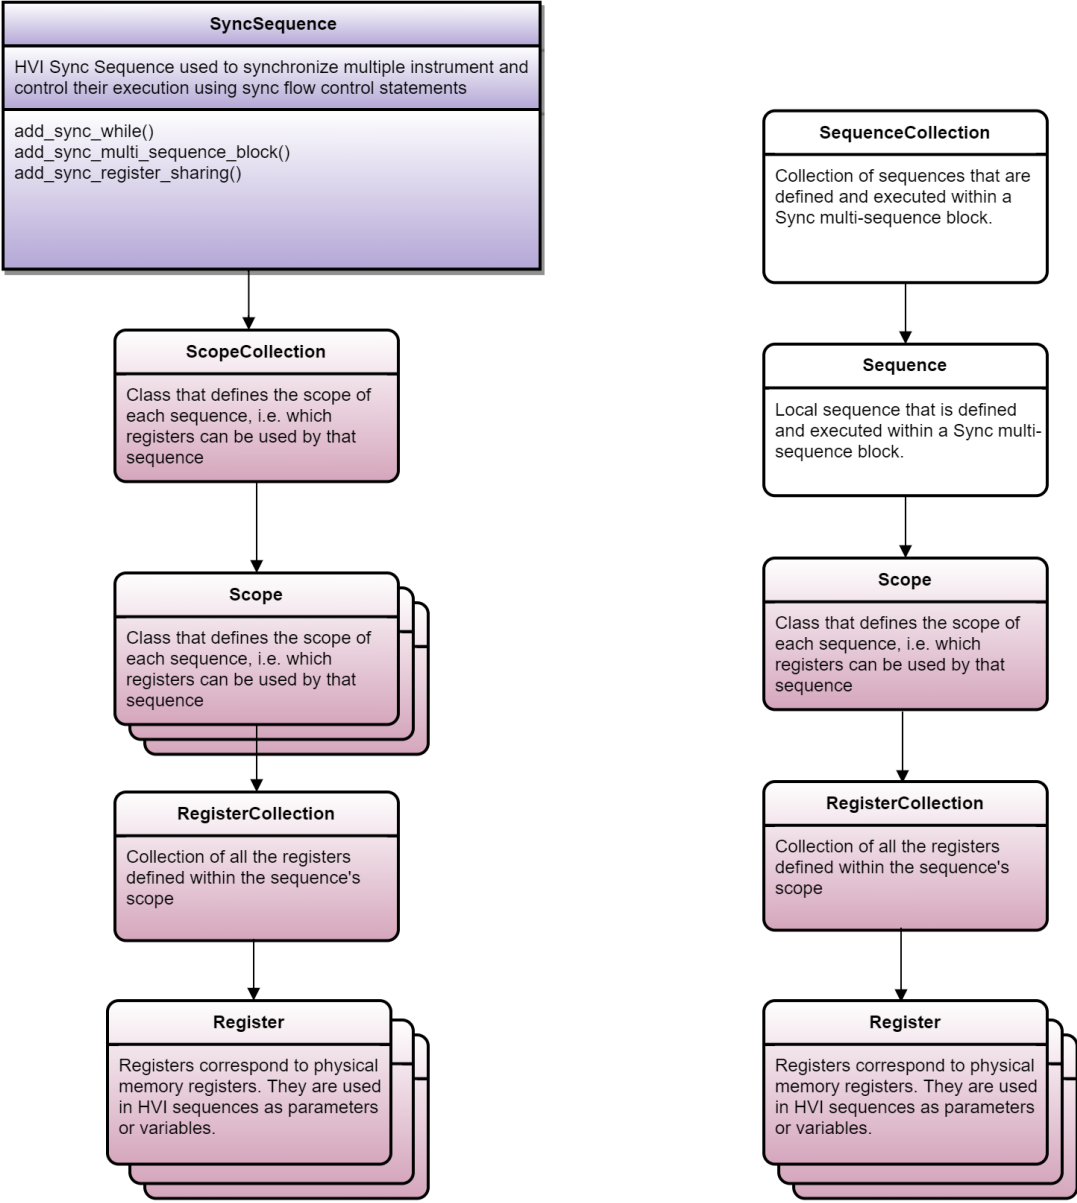 SyncSequence
HVI Sync Sequence used to synchronize multiple instrument and
control their execution using sync flow control statements
add_sync_while()
add_sync_multi_sequence_block()
add_sync_register_sharing()
ScopeCollection
Class that defines the scope of
each sequence, i.e. which
registers can be used by that
sequence
Scope
Class that defines the scope of
each sequence, i.e. which
registers can be used by that
sequence
RegisterCollection
Collection of all the registers
defined within the sequence's
scope
Register
Registers correspond to physical
memory registers. They are used
in HVI sequences as parameters
or variables.
SequenceCollection
Collection of sequences that are
defined and executed within a
Sync multi-sequence block.
Sequence
Local sequence that is defined
and executed within a Sync multi-
sequence block.
Scope
Class that defines the scope of
each sequence, i.e. which
registers can be used by that
sequence
RegisterCollection
Collection of all the registers
defined within the sequence's
scope
Register
Registers correspond to physical
memory registers. They are used
in HVI sequences as parameters
or variables.